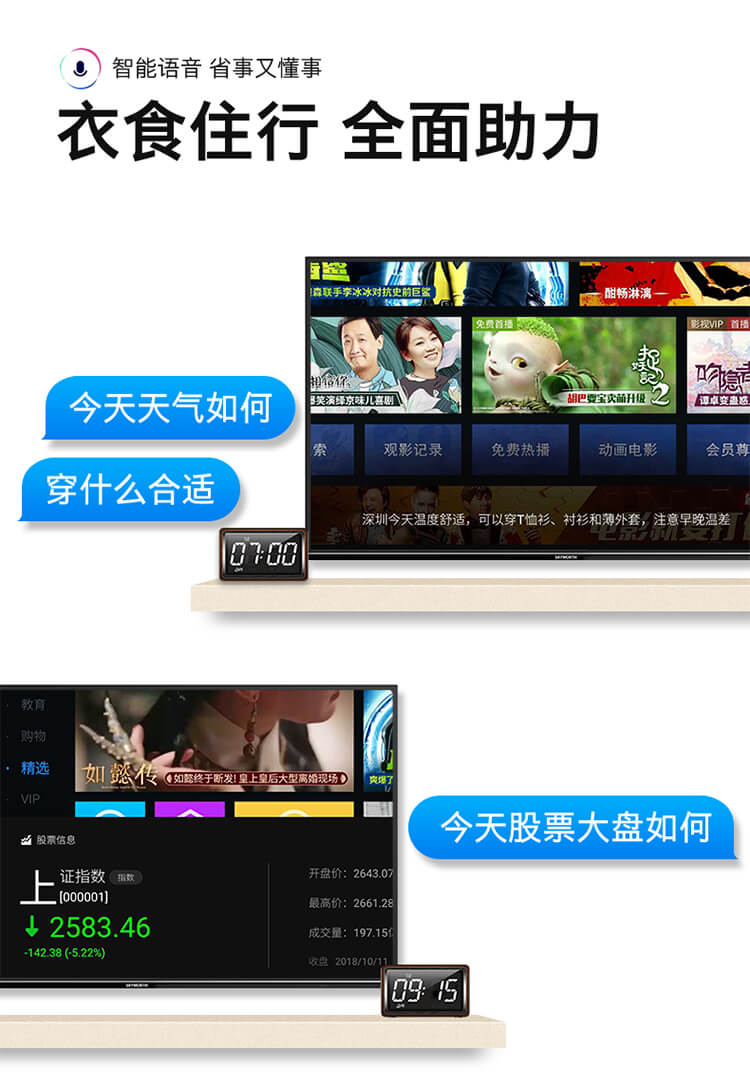 智能语音 省事又懂事
衣食住行 全面助力
森联手李冰冰对抗史前巨鲨
酣畅淋漓
相信你
爆笑演绎京味儿喜剧
免费首播
捉妖记2
胡巴耍宝卖萌升级
影视VIP 首播
谭卓变蛊惑
索
观影记录
免费热播
动画电影
会员尊
深圳今天温度舒适，可以穿T恤衫、衬衫和薄外套，注意早晚温差
SKYWORTH
今天天气如何
穿什么合适
07:00
教育
购物
精选
VIP
如懿传
如懿终于断发! 皇上皇后大型离婚现场
爽爆了
股票信息
上证指数 指数
[000001]
↓ 2583.46
-142.38 (-5.22%)
开盘价：2643.07
最高价：2661.28
成交量：197.15亿
收盘 2018/10/11
SKYWORTH
今天股票大盘如何
09:15